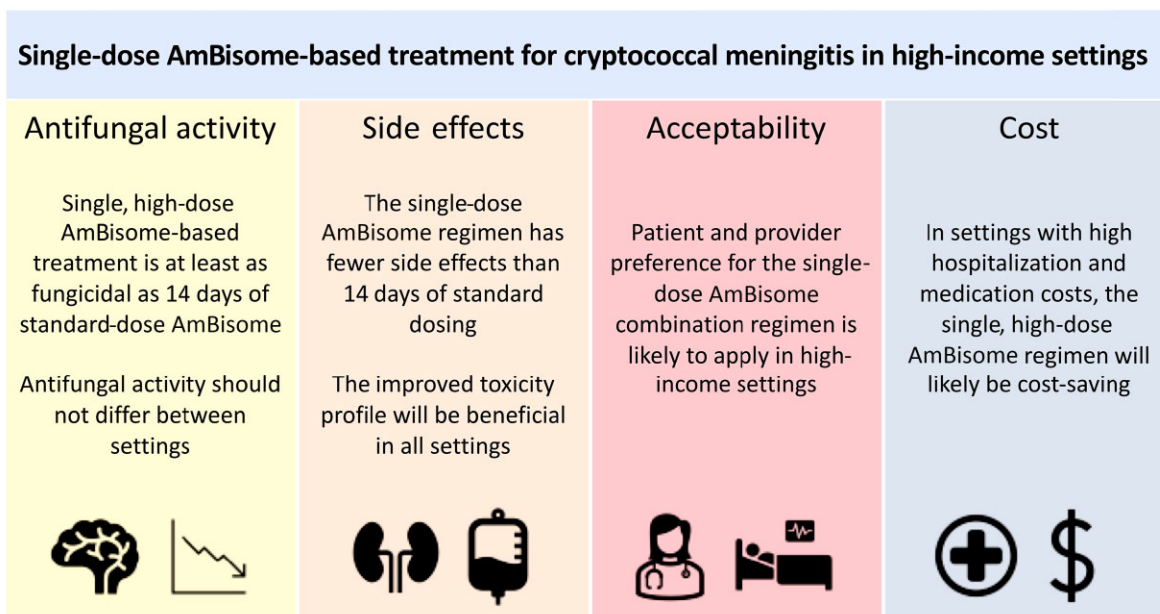 Single-dose AmBisome-based treatment for cryptococcal meningitis in high-income settings
Antifungal activity
Single, high-dose
AmBisome-based
treatment is at least as
fungicidal as 14 days of
standard-dose AmBisome
Antifungal activity should
not differ between
settings
Side effects
The single-dose
AmBisome regimen has
fewer side effects than
14 days of standard
dosing
The improved toxicity
profile will be beneficial
in all settings
Acceptability
Patient and provider
preference for the single-
dose AmBisome
combination regimen is
likely to apply in high-
income settings
Cost
In settings with high
hospitalization and
medication costs, the
single, high-dose
AmBisome regimen will
likely be cost-saving
$